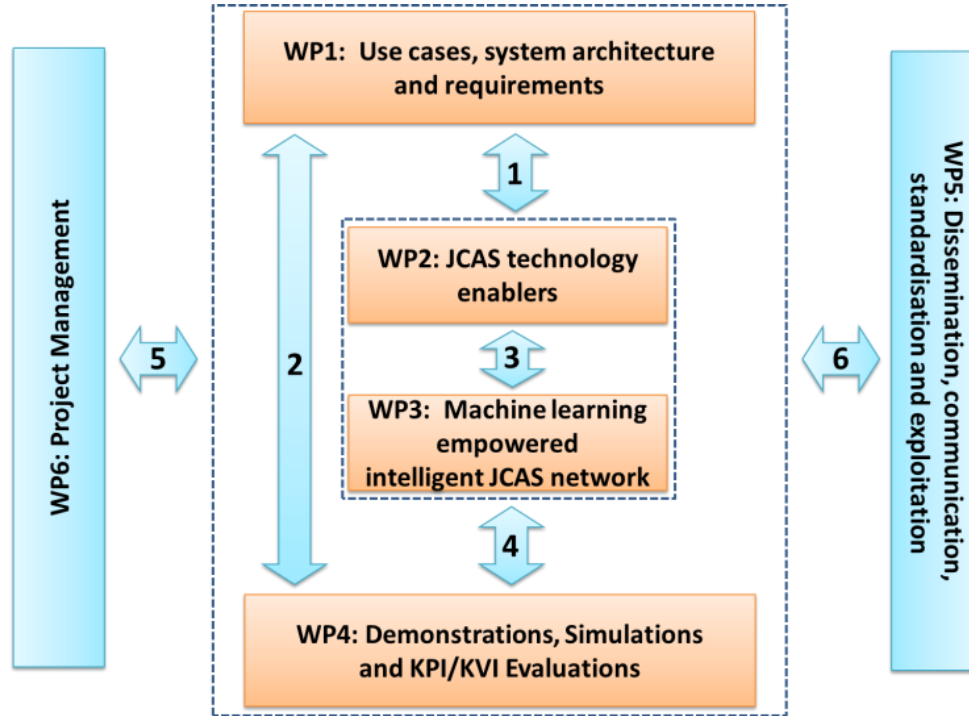 WP1: Use cases, system architecture
and requirements
1
WP2: JCAS technology
enablers
2
3
WP3: Machine learning
empowered
intelligent JCAS network
4
WP4: Demonstrations, Simulations
and KPI/KVI Evaluations
WP6: Project Management
5
6
WP5: Dissemination, communication,
standardisation and exploitation